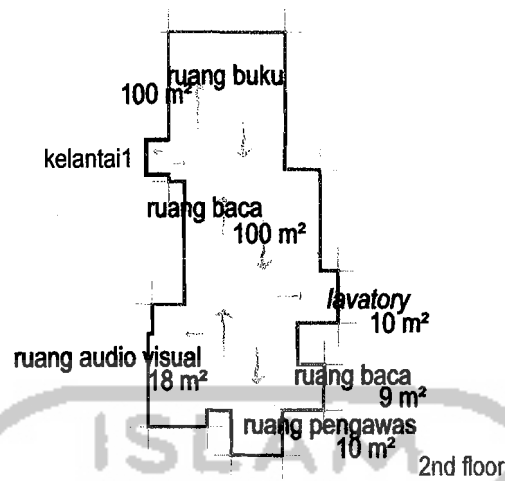 ruang buku
100 m²
kelantai1
ruang baca
100 m²
lavatory
10 m²
ruang audio visual
18 m²
ruang baca
9 m²
ruang pengawas
10 m²
ISLAM
2nd floor